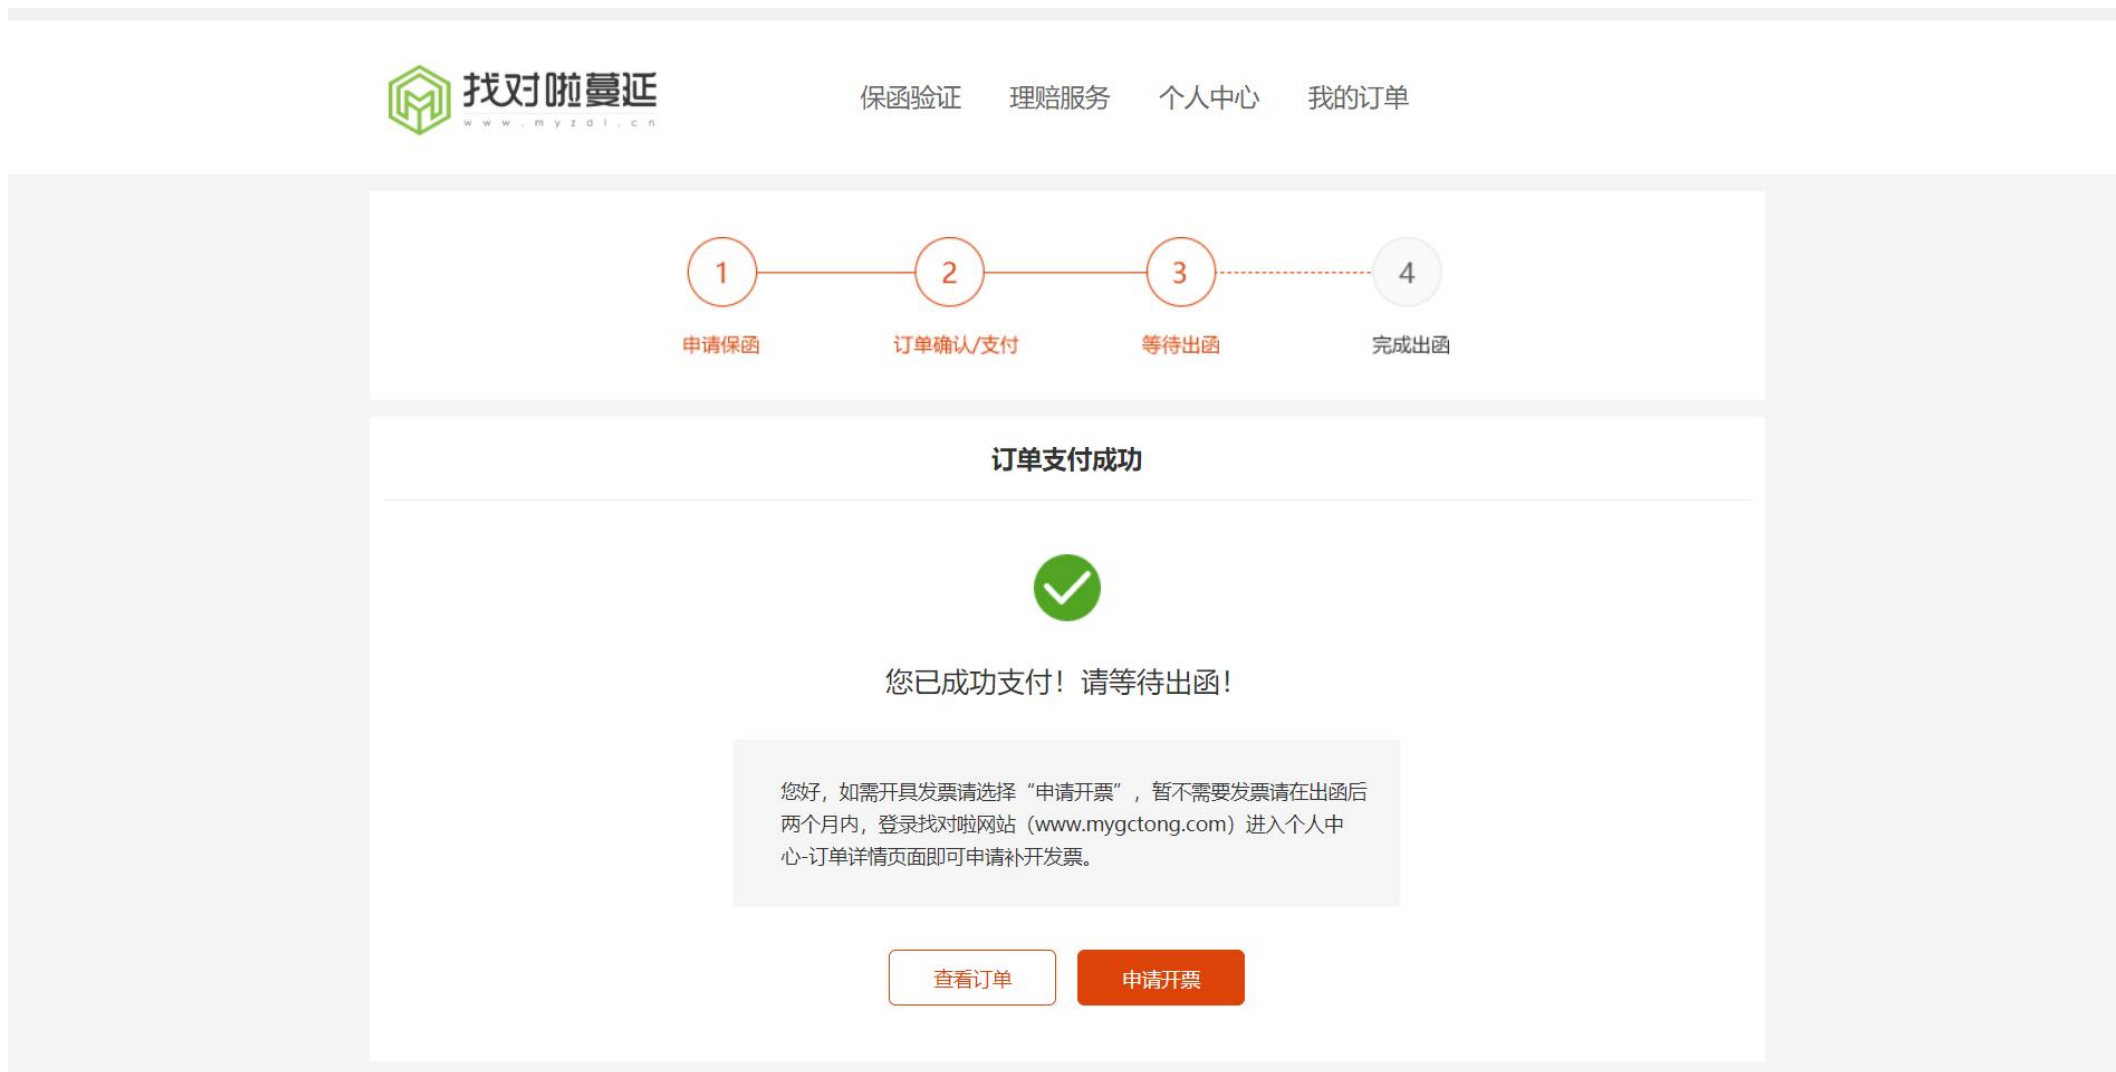 找对啦蔓延
www.myzdl.cn
保函验证 理赔服务 个人中心 我的订单
1 2 3 4
申请保函 订单确认/支付 等待出函 完成出函
订单支付成功
您已成功支付！请等待出函！
您好，如需开具发票请选择“申请开票”，暂不需要发票请在出函后
两个月内，登录找对啦网站（www.mygctong.com）进入个人中
心-订单详情页面即可申请补开发票。
查看订单 申请开票